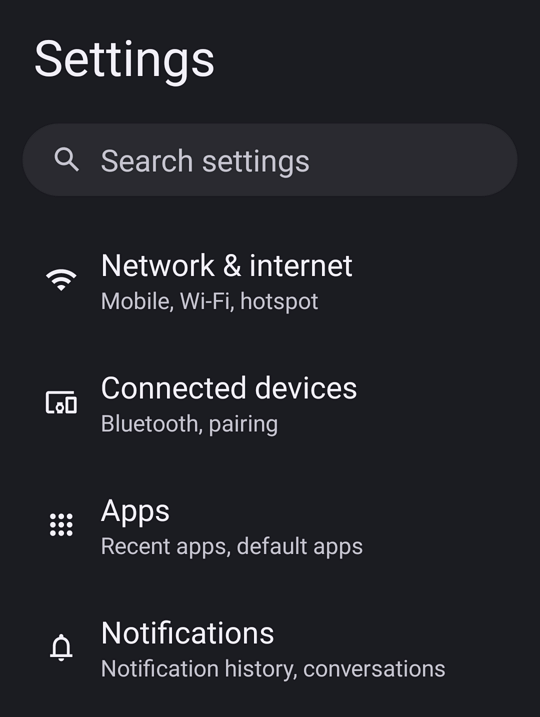 Settings
Search settings
Network & internet
Mobile, Wi-Fi, hotspot
Connected devices
Bluetooth, pairing
Apps
Recent apps, default apps
Notifications
Notification history, conversations